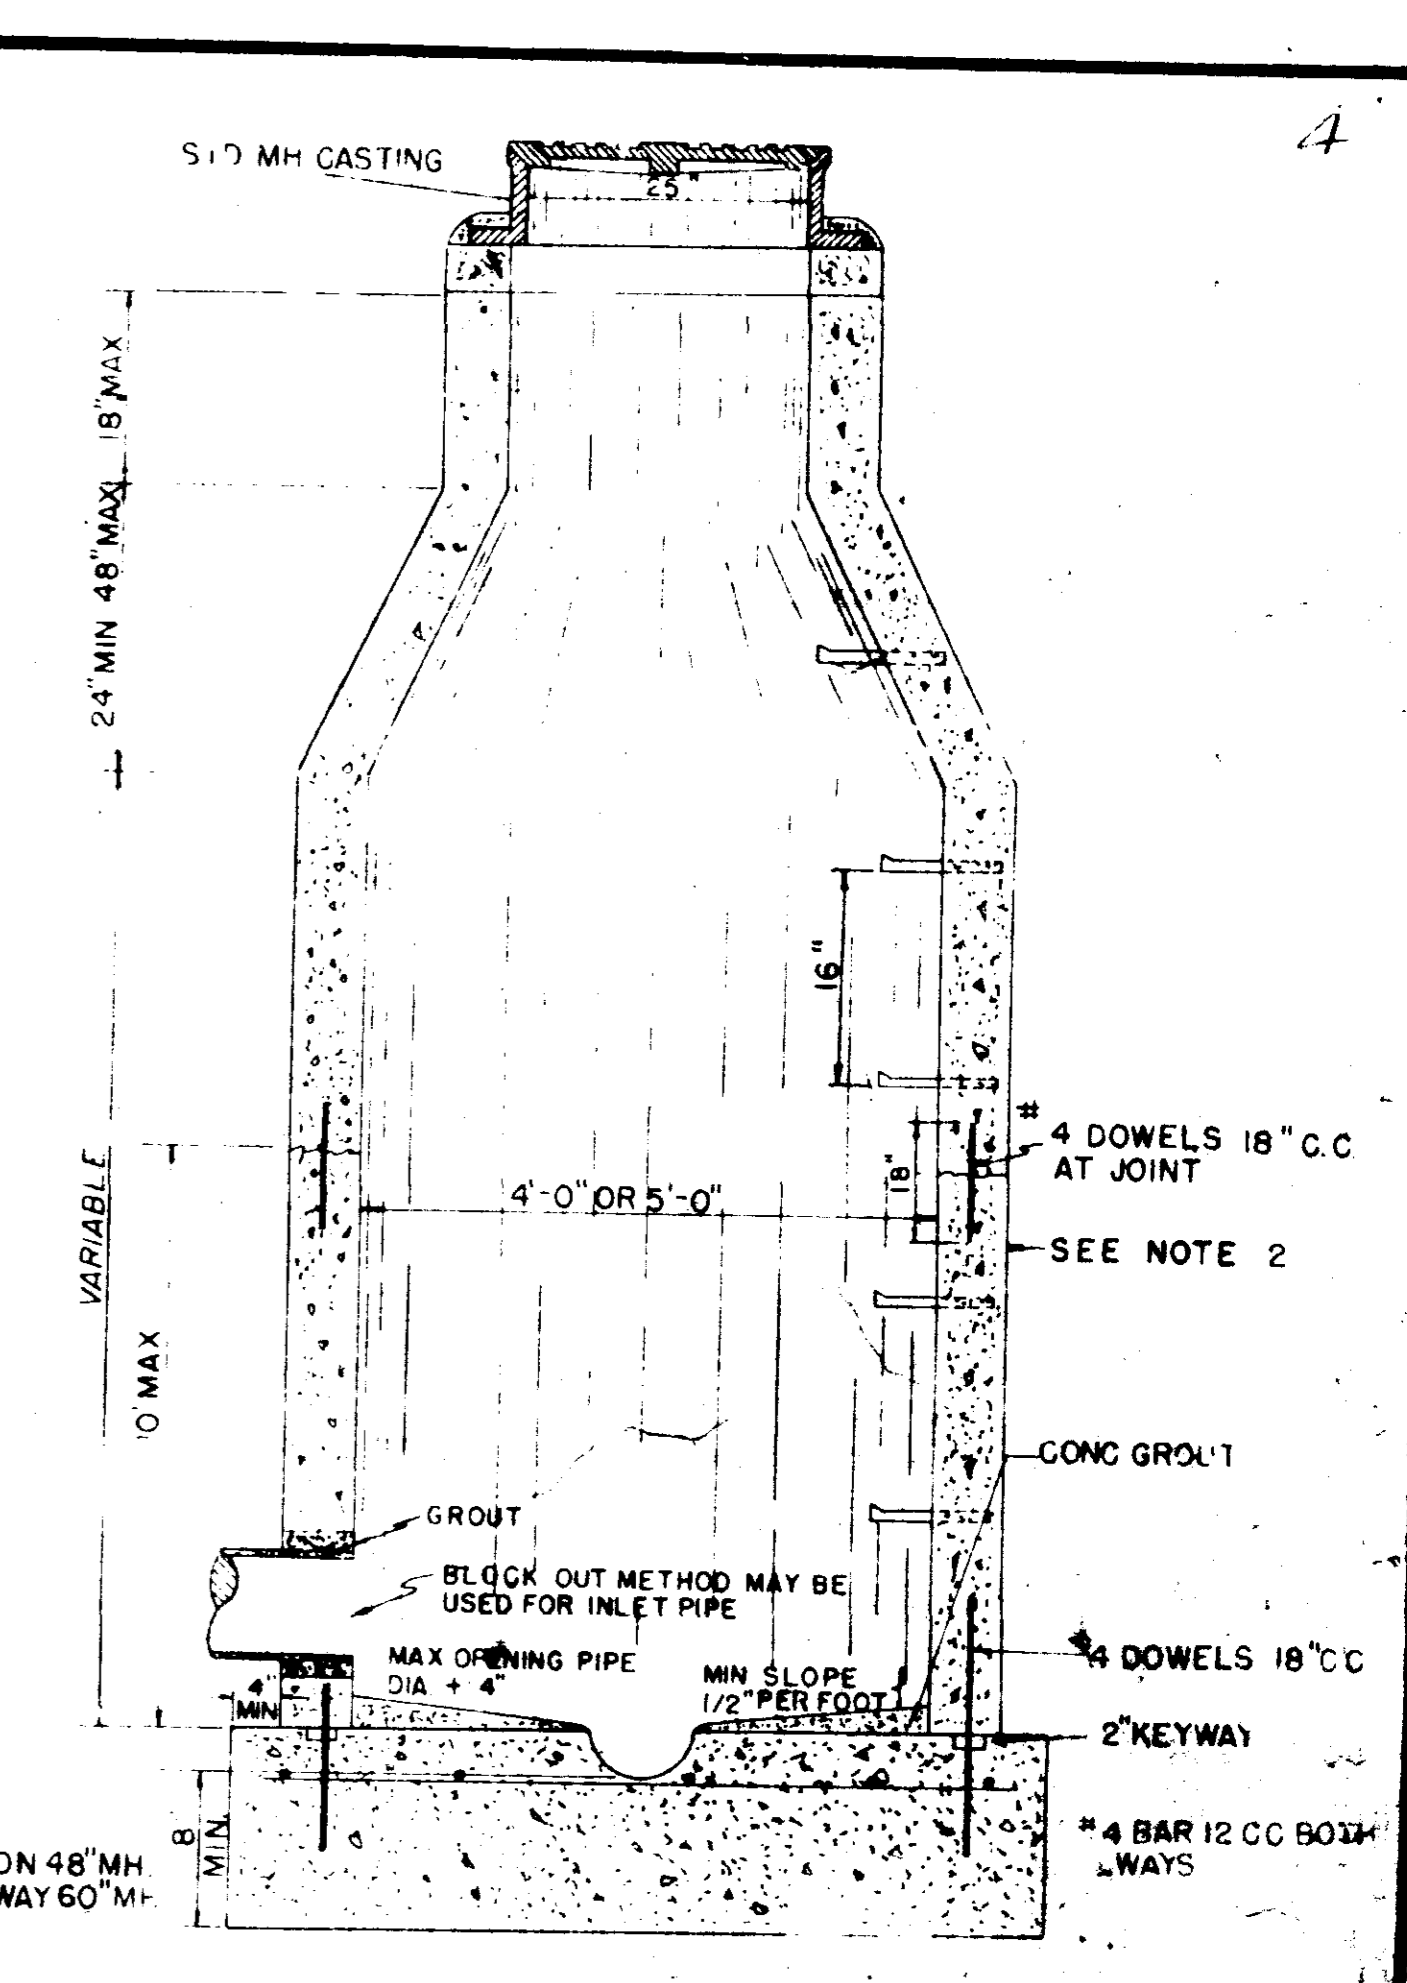 4
STD MH CASTING
25"
18" MAX
24" MIN 48" MAX
16"
#4 DOWELS 18" C.C.
AT JOINT
18"
4'-0" OR 5'-0"
SEE NOTE 2
VARIABLE
10' MAX
CONC GROUT
GROUT
BLOCK OUT METHOD MAY BE
USED FOR INLET PIPE
MAX OPENING PIPE
DIA + 4"
#4 DOWELS 18" C C
MIN SLOPE
1/2" PER FOOT
4"
MIN
2" KEYWAY
8
MIN.
#4 BAR 12 CC BOTH
WAYS
ON 48" MH
WAY 60" MH